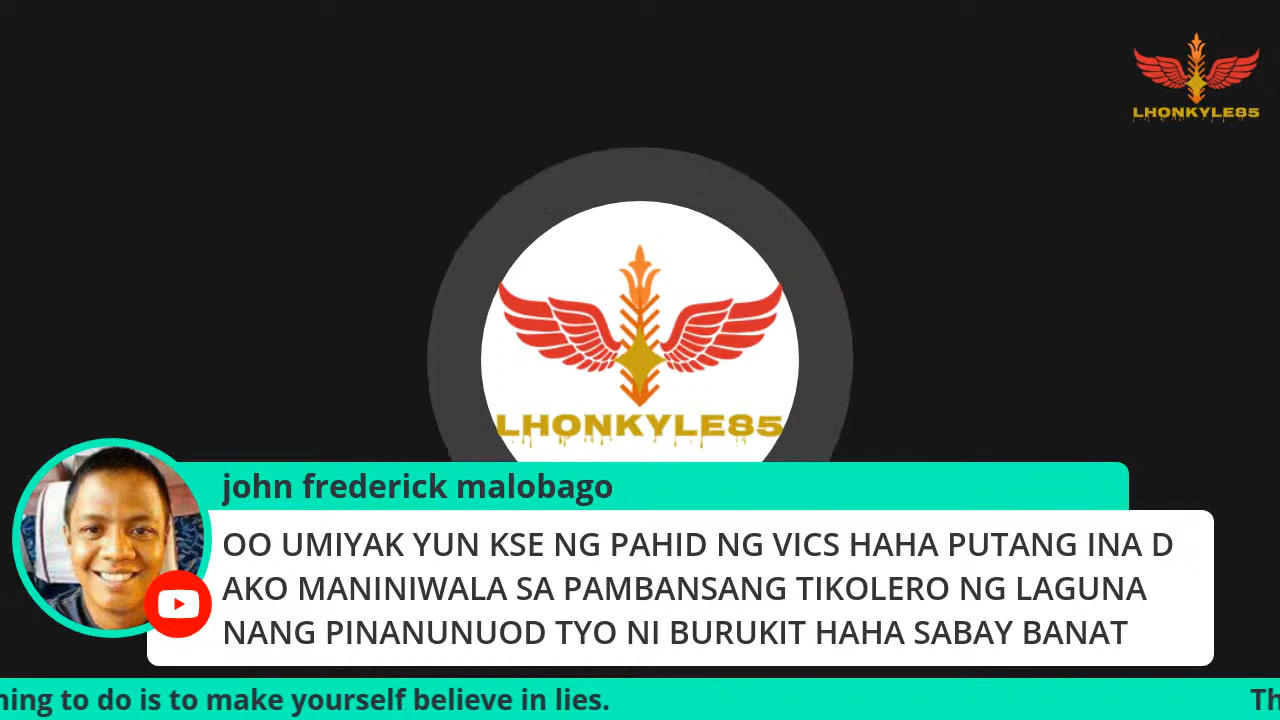 LHONKYLE85
LHONKYLE85
john frederick malobago
OO UMIYAK YUN KSE NG PAHID NG VICS HAHA PUTANG INA D
AKO MANINIWALA SA PAMBANSANG TIKOLERO NG LAGUNA
NANG PINANUNUOD TYO NI BURUKIT HAHA SABAY BANAT
to do is to make yourself believe in lies.